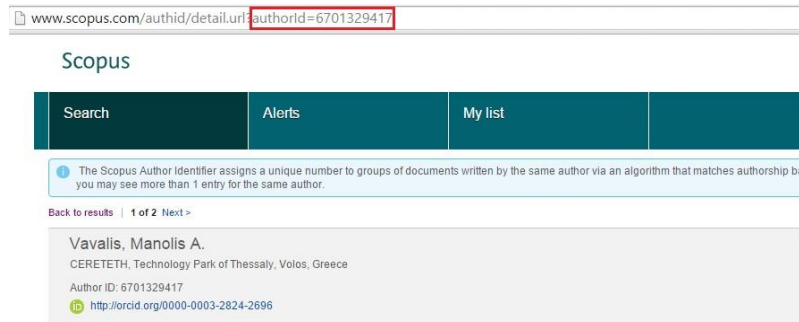 www.scopus.com/authid/detail.url?authorId=6701329417
Scopus
Search Alerts My list
The Scopus Author Identifier assigns a unique number to groups of documents written by the same author via an algorithm that matches authorship
you may see more than 1 entry for the same author.
Back to results | 1 of 2 Next >
Vavalis, Manolis A.
CERETETH, Technology Park of Thessaly, Volos, Greece
Author ID: 6701329417
http://orcid.org/0000-0003-2824-2696